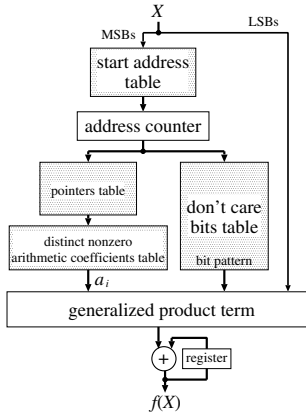 X
MSBs
LSBs
start address
table
address counter
pointers table
distinct nonzero
arithmetic coefficients table
don't care
bits table
bit pattern
a i
generalized product term
+
register
f(X)